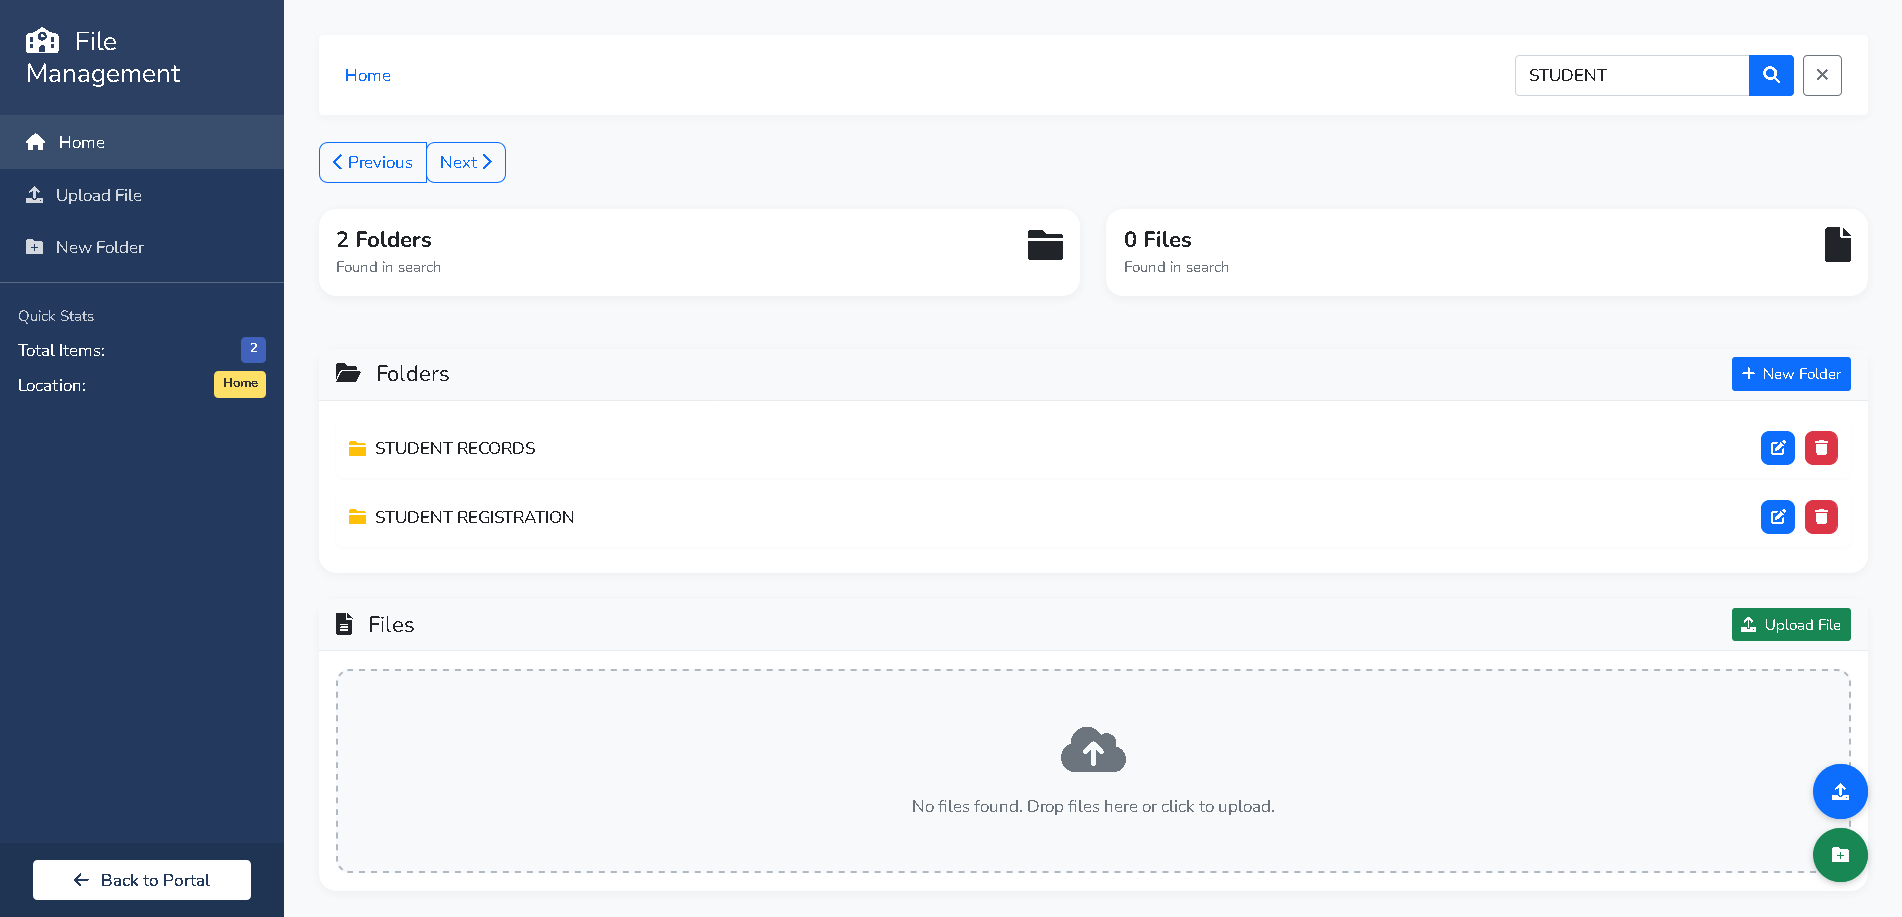 File
Management
Home
Upload File
New Folder
Quick Stats
Total Items: 2
Location: Home
Back to Portal
Home
STUDENT
Previous Next
2 Folders
Found in search
0 Files
Found in search
Folders
New Folder
STUDENT RECORDS
STUDENT REGISTRATION
Files
Upload File
No files found. Drop files here or click to upload.